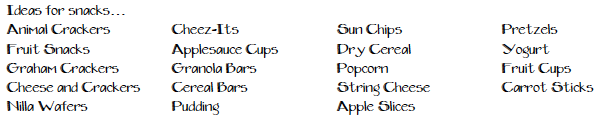 Ideas for snacks...
Animal Crackers Cheez-Its Sun Chips Pretzels
Fruit Snacks Applesauce Cups Dry Cereal Yogurt
Graham Crackers Granola Bars Popcorn Fruit Cups
Cheese and Crackers Cereal Bars String Cheese Carrot Sticks
Nilla Wafers Pudding Apple Slices